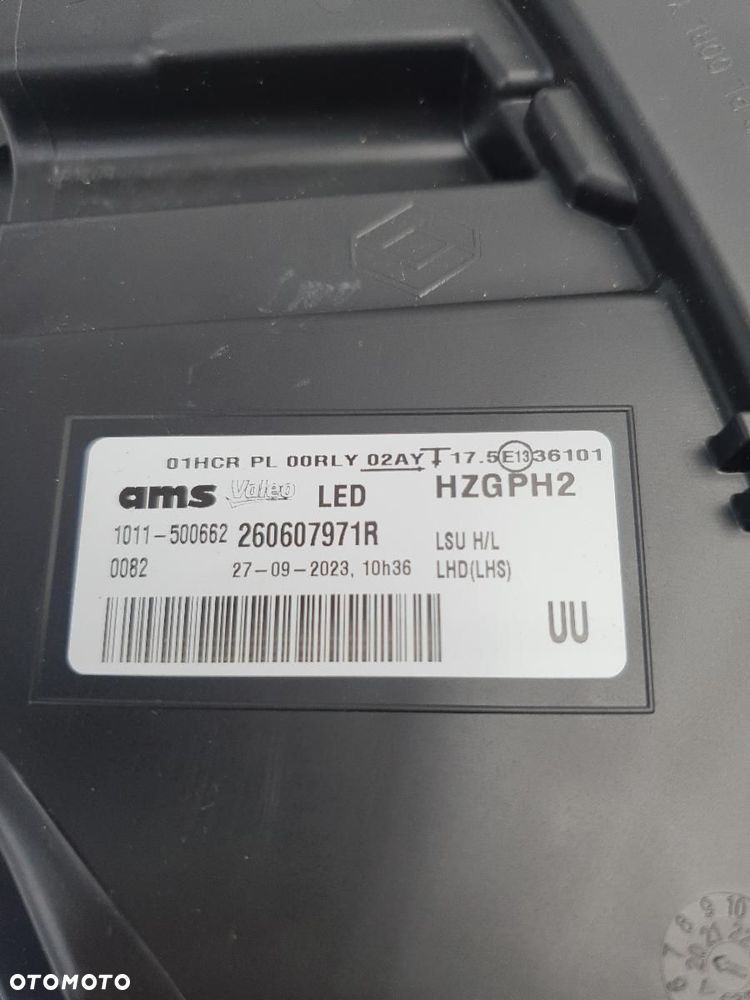 01HCR PL 00RLY 02AY 17.5 E13 36101
ams Valeo LED HZGPH2
1011-500662 260607971R LSU H/L
0082 27-09-2023, 10h36 LHD(LHS)
UU
OTOMOTO